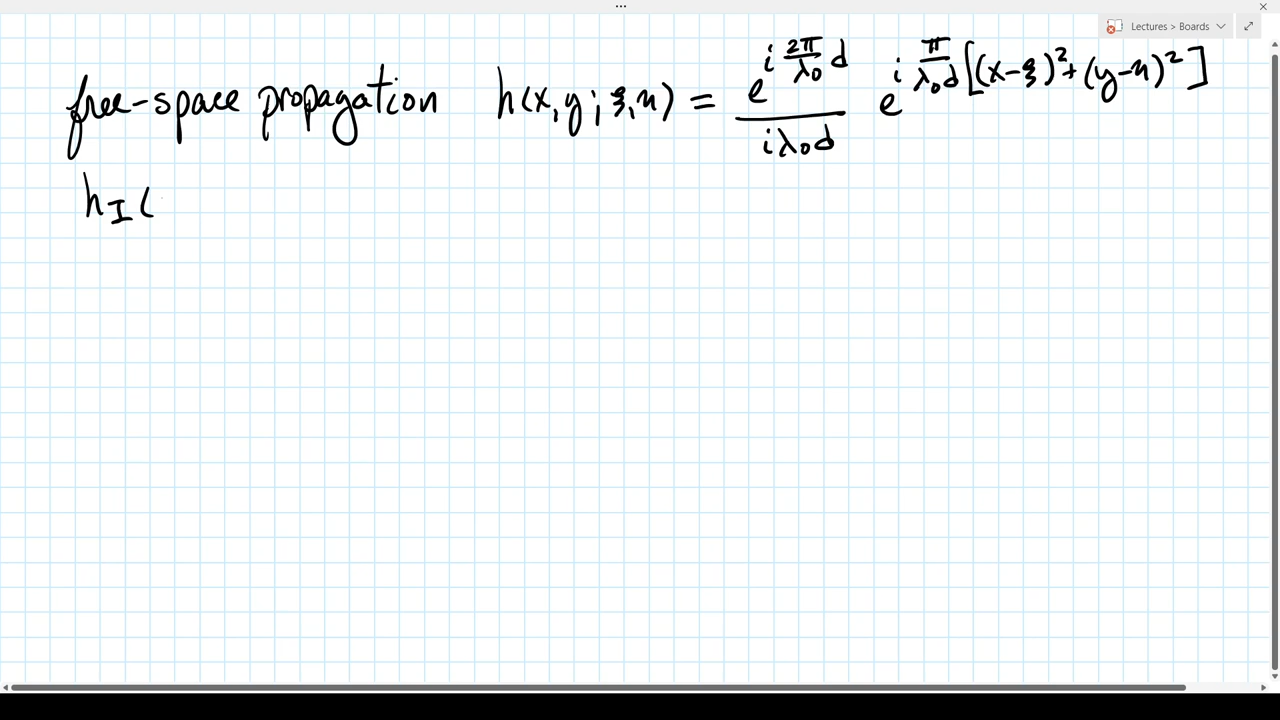 Lectures > Boards
free-space propagation h(x,y;ξ,η) = e^{i 2π/λ₀ d} / iλ₀d e^{i π/λ₀d [(x-ξ)²+(y-η)²]}
h_I(